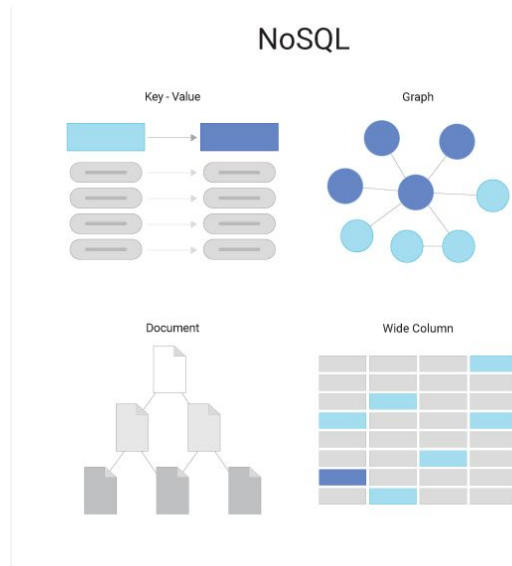 NoSQL
Key - Value
Graph
Document
Wide Column